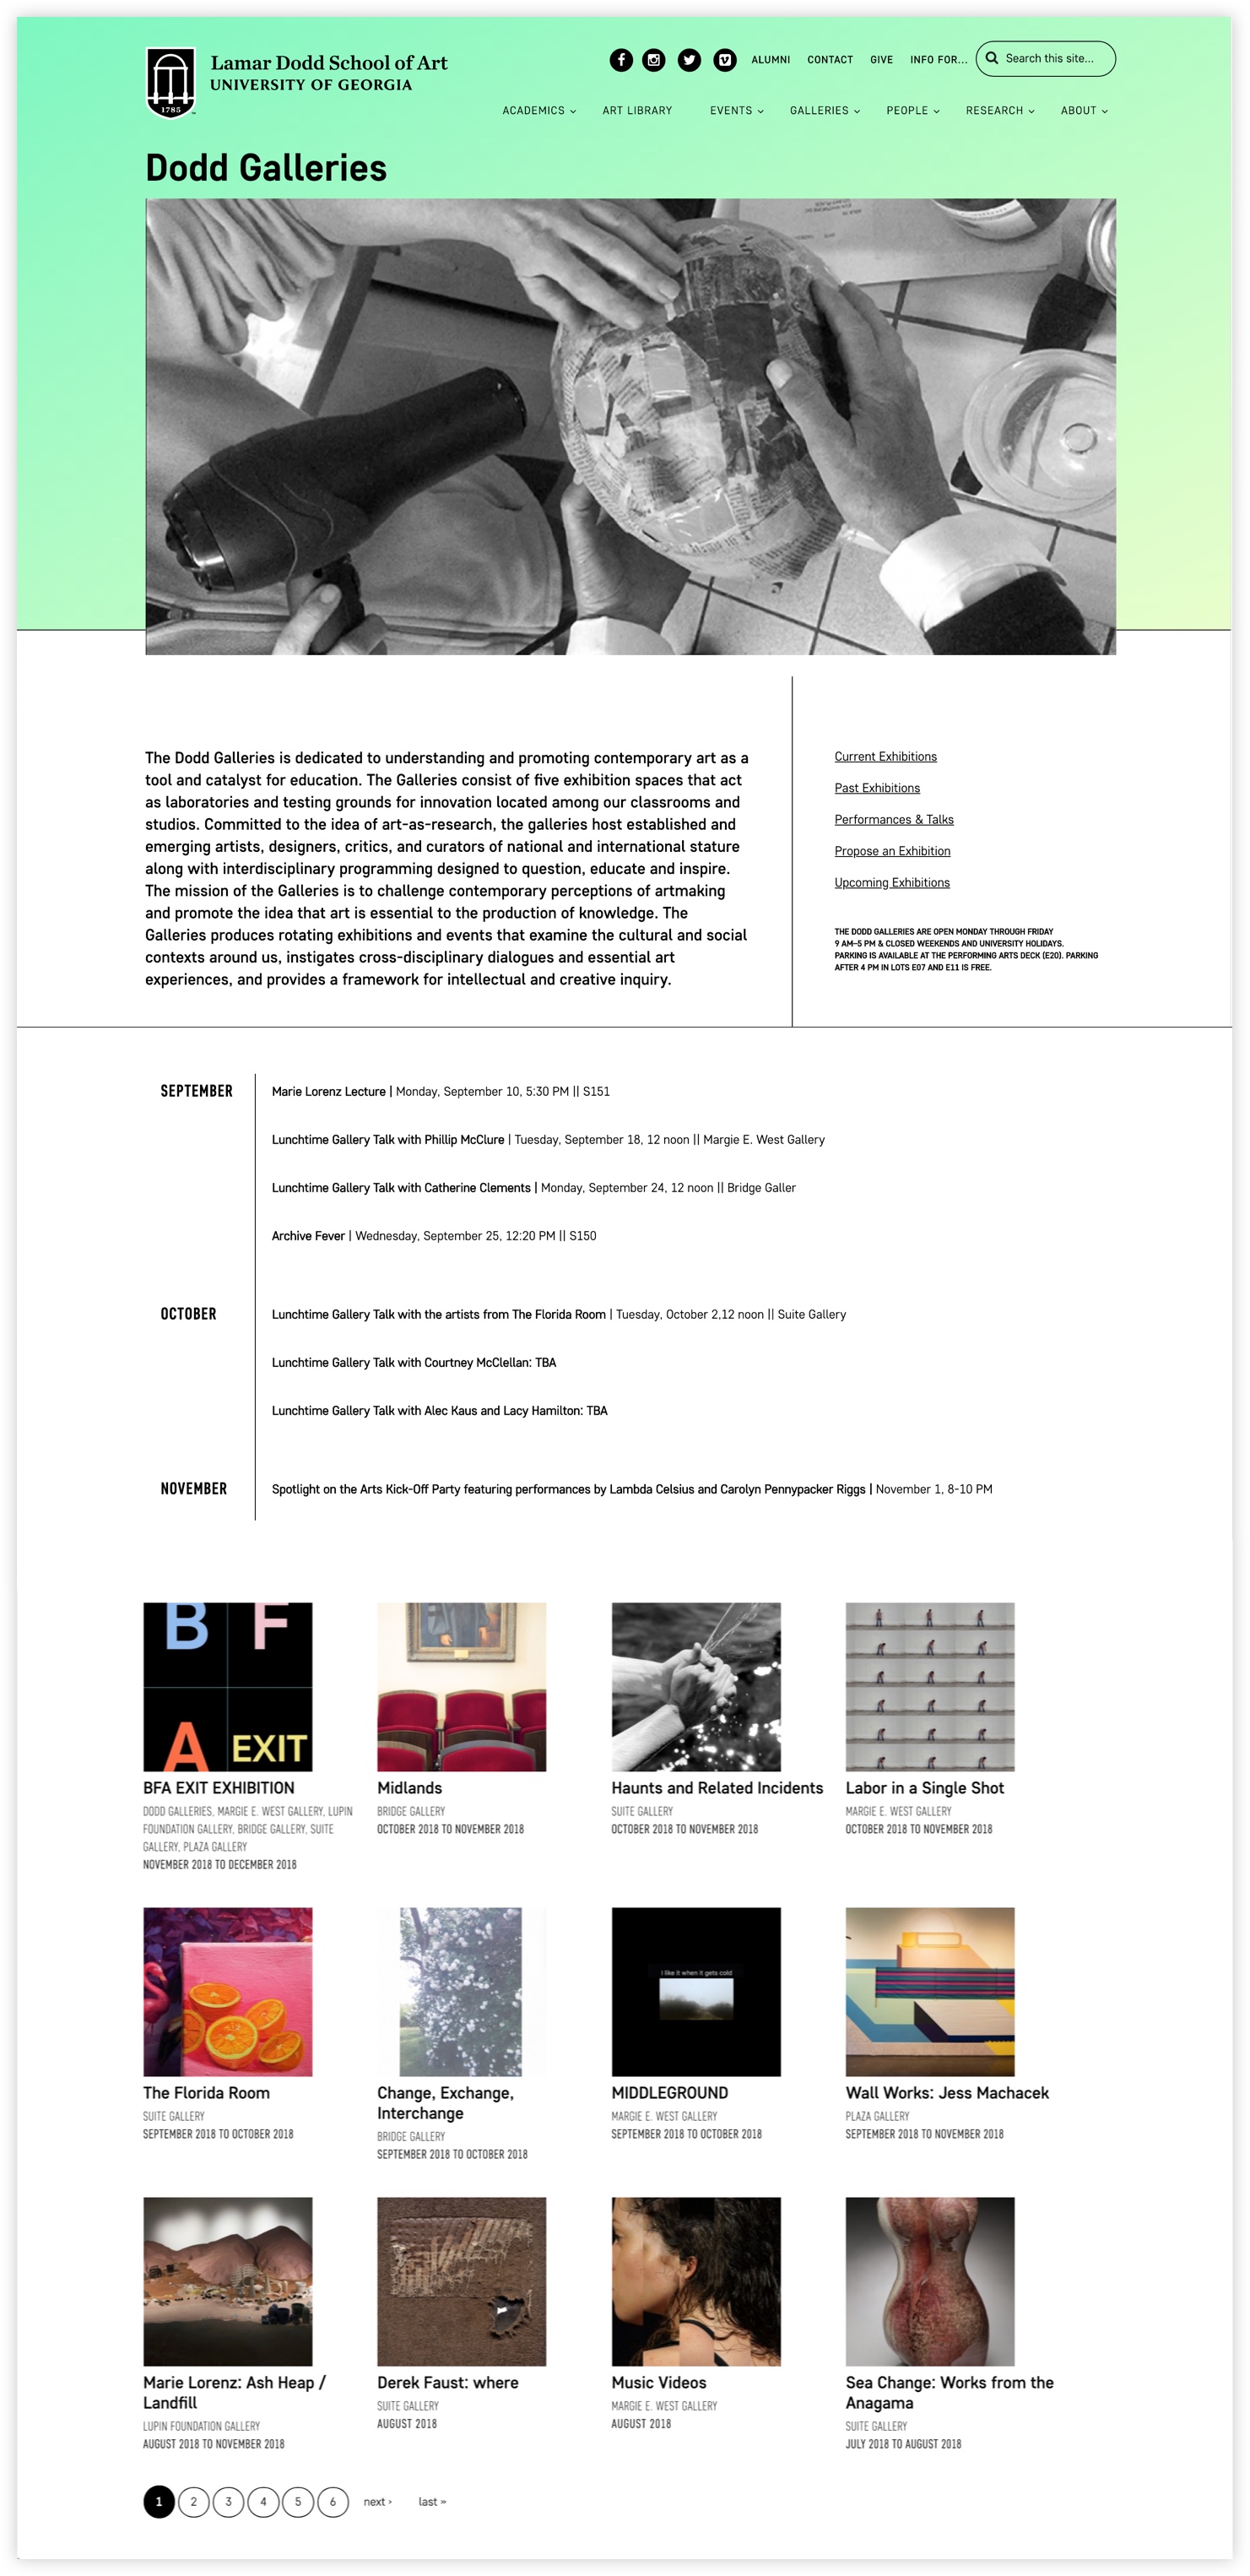 Lamar Dodd School of Art
UNIVERSITY OF GEORGIA
1785
ALUMNI CONTACT GIVE INFO FOR... Search this site...
ACADEMICS ART LIBRARY EVENTS GALLERIES PEOPLE RESEARCH ABOUT
Dodd Galleries
The Dodd Galleries is dedicated to understanding and promoting contemporary art as a
tool and catalyst for education. The Galleries consist of five exhibition spaces that act
as laboratories and testing grounds for innovation located among our classrooms and
studios. Committed to the idea of art-as-research, the galleries host established and
emerging artists, designers, critics, and curators of national and international stature
along with interdisciplinary programming designed to question, educate and inspire.
The mission of the Galleries is to challenge contemporary perceptions of artmaking
and promote the idea that art is essential to the production of knowledge. The
Galleries produces rotating exhibitions and events that examine the cultural and social
contexts around us, instigates cross-disciplinary dialogues and essential art
experiences, and provides a framework for intellectual and creative inquiry.
Current Exhibitions
Past Exhibitions
Performances & Talks
Propose an Exhibition
Upcoming Exhibitions
THE DODD GALLERIES ARE OPEN MONDAY THROUGH FRIDAY
9 AM–5 PM & CLOSED WEEKENDS AND UNIVERSITY HOLIDAYS.
PARKING IS AVAILABLE AT THE PERFORMING ARTS DECK (E20). PARKING
AFTER 4 PM IN LOTS E07 AND E11 IS FREE.
SEPTEMBER
Marie Lorenz Lecture | Monday, September 10, 5:30 PM || S151
Lunchtime Gallery Talk with Phillip McClure | Tuesday, September 18, 12 noon || Margie E. West Gallery
Lunchtime Gallery Talk with Catherine Clements | Monday, September 24, 12 noon || Bridge Galler
Archive Fever | Wednesday, September 25, 12:20 PM || S150
OCTOBER
Lunchtime Gallery Talk with the artists from The Florida Room | Tuesday, October 2,12 noon || Suite Gallery
Lunchtime Gallery Talk with Courtney McClellan: TBA
Lunchtime Gallery Talk with Alec Kaus and Lacy Hamilton: TBA
NOVEMBER
Spotlight on the Arts Kick-Off Party featuring performances by Lambda Celsius and Carolyn Pennypacker Riggs | November 1, 8-10 PM
B F
A EXIT
BFA EXIT EXHIBITION
DODD GALLERIES, MARGIE E. WEST GALLERY, LUPIN
FOUNDATION GALLERY, BRIDGE GALLERY, SUITE
GALLERY, PLAZA GALLERY
NOVEMBER 2018 TO DECEMBER 2018
Midlands
BRIDGE GALLERY
OCTOBER 2018 TO NOVEMBER 2018
Haunts and Related Incidents
SUITE GALLERY
OCTOBER 2018 TO NOVEMBER 2018
Labor in a Single Shot
MARGIE E. WEST GALLERY
OCTOBER 2018 TO NOVEMBER 2018
The Florida Room
SUITE GALLERY
SEPTEMBER 2018 TO OCTOBER 2018
Change, Exchange,
Interchange
BRIDGE GALLERY
SEPTEMBER 2018 TO OCTOBER 2018
I like it when it gets cold
MIDDLEGROUND
MARGIE E. WEST GALLERY
SEPTEMBER 2018 TO OCTOBER 2018
Wall Works: Jess Machacek
PLAZA GALLERY
SEPTEMBER 2018 TO NOVEMBER 2018
Marie Lorenz: Ash Heap /
Landfill
LUPIN FOUNDATION GALLERY
AUGUST 2018 TO NOVEMBER 2018
Derek Faust: where
SUITE GALLERY
AUGUST 2018
Music Videos
MARGIE E. WEST GALLERY
AUGUST 2018
Sea Change: Works from the
Anagama
SUITE GALLERY
JULY 2018 TO AUGUST 2018
1 2 3 4 5 6 next › last »